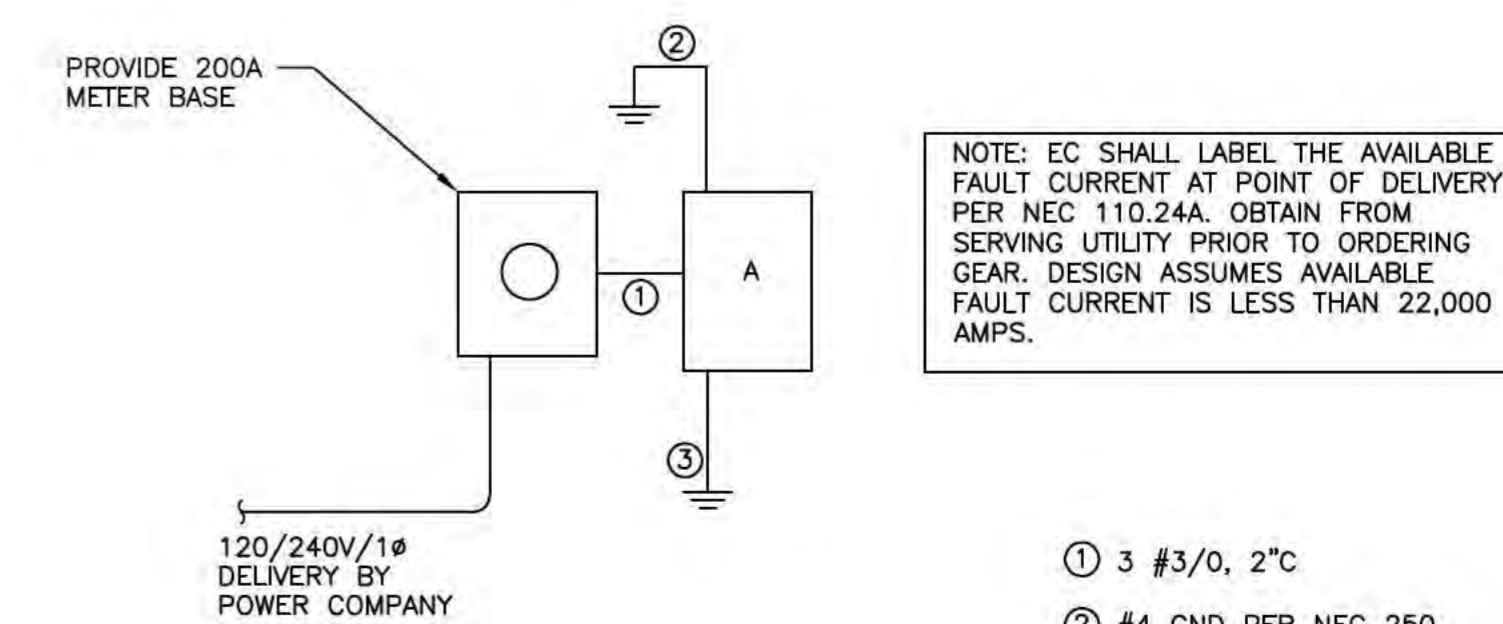 ②
PROVIDE 200A
METER BASE
NOTE: EC SHALL LABEL THE AVAILABLE
FAULT CURRENT AT POINT OF DELIVERY
PER NEC 110.24A. OBTAIN FROM
SERVING UTILITY PRIOR TO ORDERING
GEAR. DESIGN ASSUMES AVAILABLE
FAULT CURRENT IS LESS THAN 22,000
AMPS.
A
①
③
120/240V/1ø
DELIVERY BY
POWER COMPANY
① 3 #3/0, 2"C
② #4 GND PER NEC 250